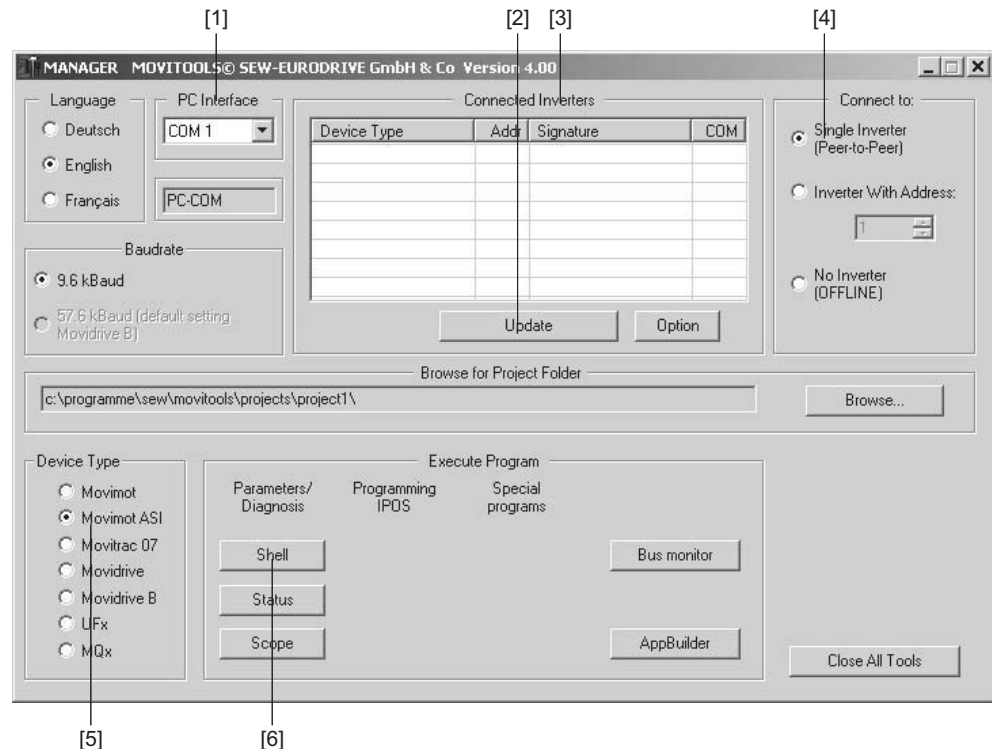 [1] [2] [3] [4]
MANAGER MOVITOOLS© SEW-EURODRIVE GmbH & Co Version 4.00
Language
Deutsch
English
Français
PC Interface
COM 1
PC-COM
Baudrate
9.6 kBaud
57.6 kBaud (default setting
Movidrive B)
Connected Inverters
Device Type Addr Signature COM
Update Option
Connect to:
Single Inverter
(Peer-to-Peer)
Inverter With Address:
1
No Inverter
(OFFLINE)
Browse for Project Folder
c:\programme\sew\movitools\projects\project1\
Browse...
Device Type
Movimot
Movimot ASI
Movitrac 07
Movidrive
Movidrive B
UFx
MQx
Execute Program
Parameters/
Diagnosis
Programming
IPOS
Special
programs
Shell
Status
Scope
Bus monitor
AppBuilder
Close All Tools
[5] [6]